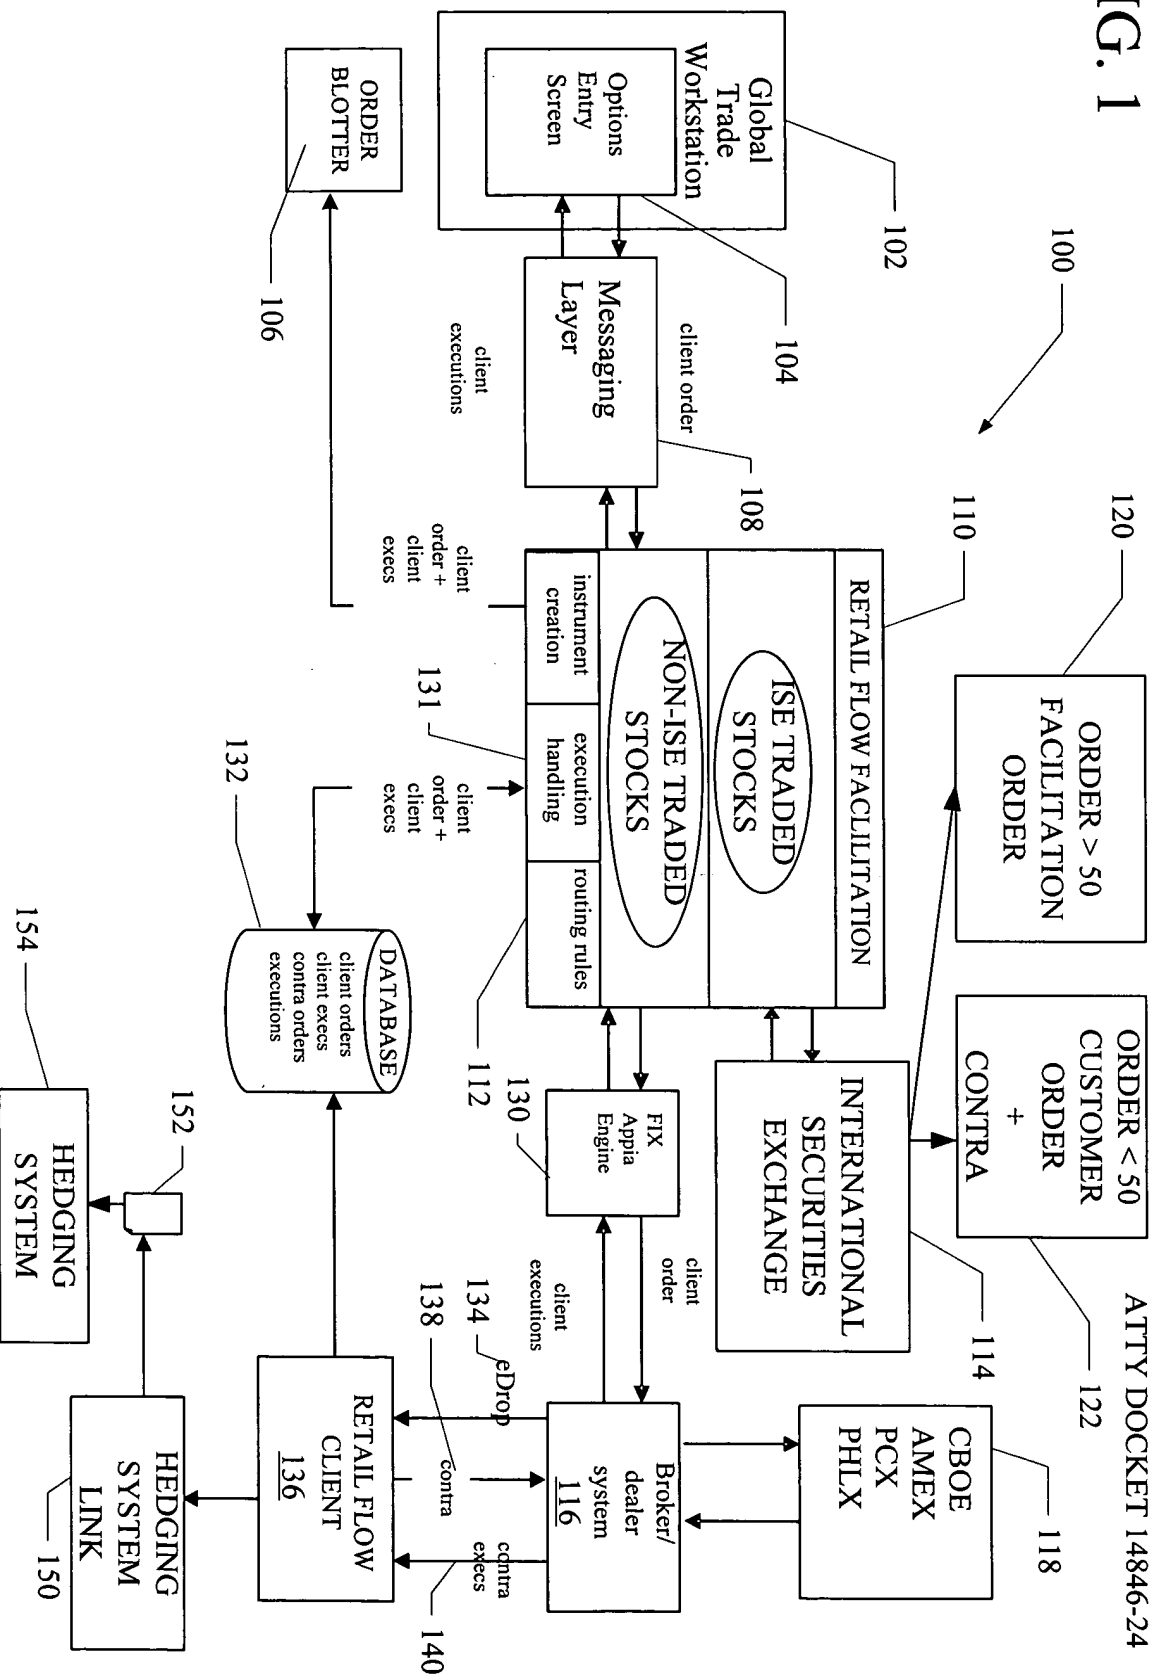 IG. 1
ATTY DOCKET 14846-24
100
120
ORDER > 50
FACILITATION
ORDER
ORDER < 50
CUSTOMER
ORDER
+
CONTRA
122
110
RETAIL FLOW FACLILITATION
ISE TRADED
STOCKS
NON-ISE TRADED
STOCKS
instrument
creation
execution
handling
routing rules
112
131
INTERNATIONAL
SECURITIES
EXCHANGE
114
CBOE
AMEX
PCX
PHLX
118
Global
Trade
Workstation
102
Options
Entry
Screen
104
client order
Messaging
Layer
108
client
executions
FIX
Appia
Engine
130
client
order
client
executions
Broker/
dealer
system
116
ORDER
BLOTTER
106
client
order +
client
execs
client
order +
client
execs
132
DATABASE
client orders
client execs
contra orders
executions
134
eDrop
138
contra
contra
execs
140
RETAIL FLOW
CLIENT
136
152
154
HEDGING
SYSTEM
HEDGING
SYSTEM
LINK
150